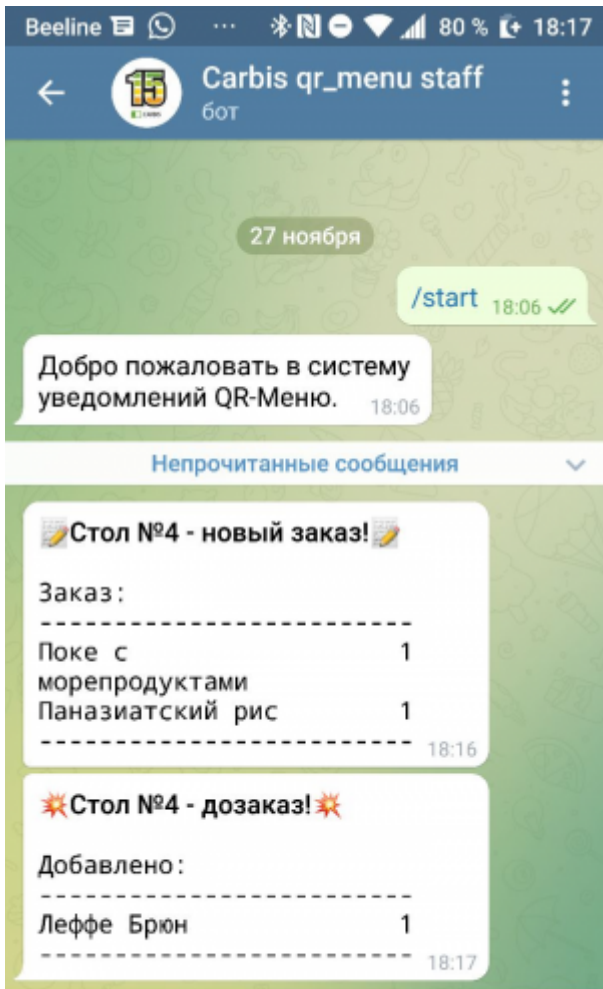 Beeline ... 80 % 18:17
15
CARBIS
Carbis qr_menu staff
бот
27 ноября
/start 18:06
Добро пожаловать в систему
уведомлений QR-Меню. 18:06
Непрочитанные сообщения
Стол №4 - новый заказ!
Заказ:
--------------------------
Поке с 1
морепродуктами
Паназиатский рис 1
--------------------------
18:16
Стол №4 - дозаказ!
Добавлено:
--------------------------
Леффе Брюн 1
--------------------------
18:17